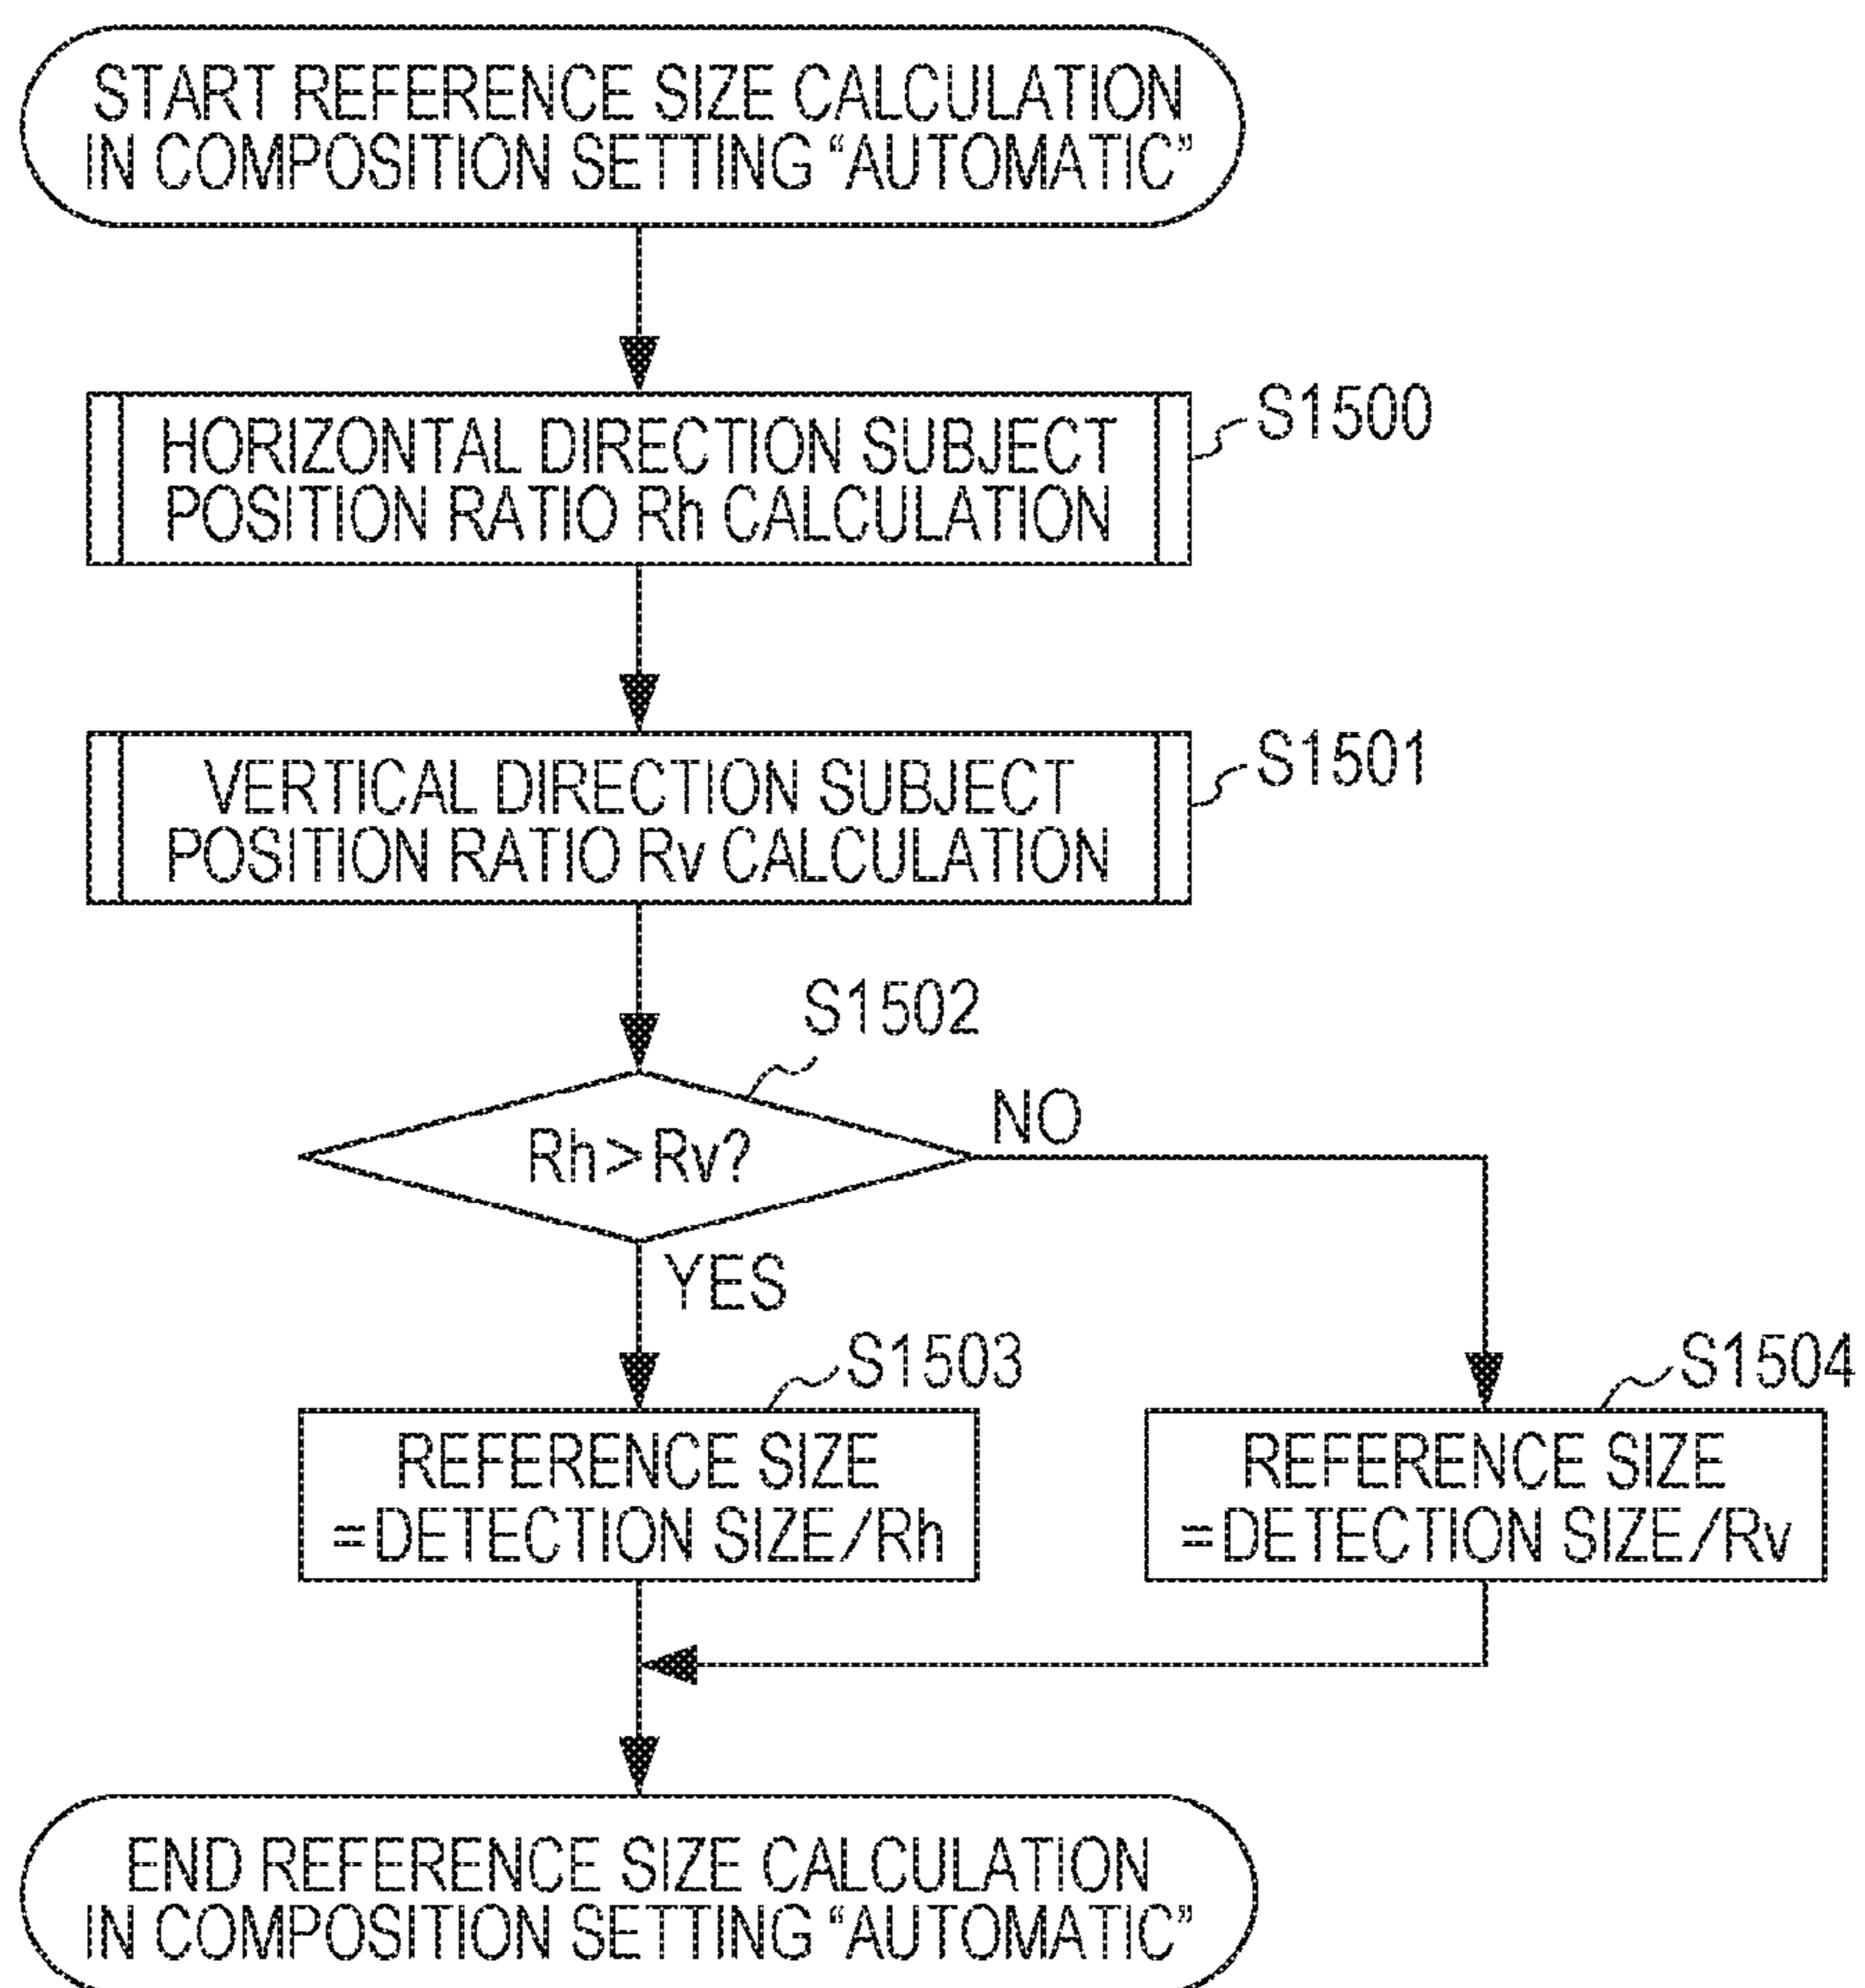 START REFERENCE SIZE CALCULATION
IN COMPOSITION SETTING “AUTOMATIC”
S1500
HORIZONTAL DIRECTION SUBJECT
POSITION RATIO Rh CALCULATION
S1501
VERTICAL DIRECTION SUBJECT
POSITION RATIO Rv CALCULATION
S1502
Rh>Rv?
NO
YES
S1503
REFERENCE SIZE
=DETECTION SIZE/Rh
S1504
REFERENCE SIZE
=DETECTION SIZE/Rv
END REFERENCE SIZE CALCULATION
IN COMPOSITION SETTING “AUTOMATIC”